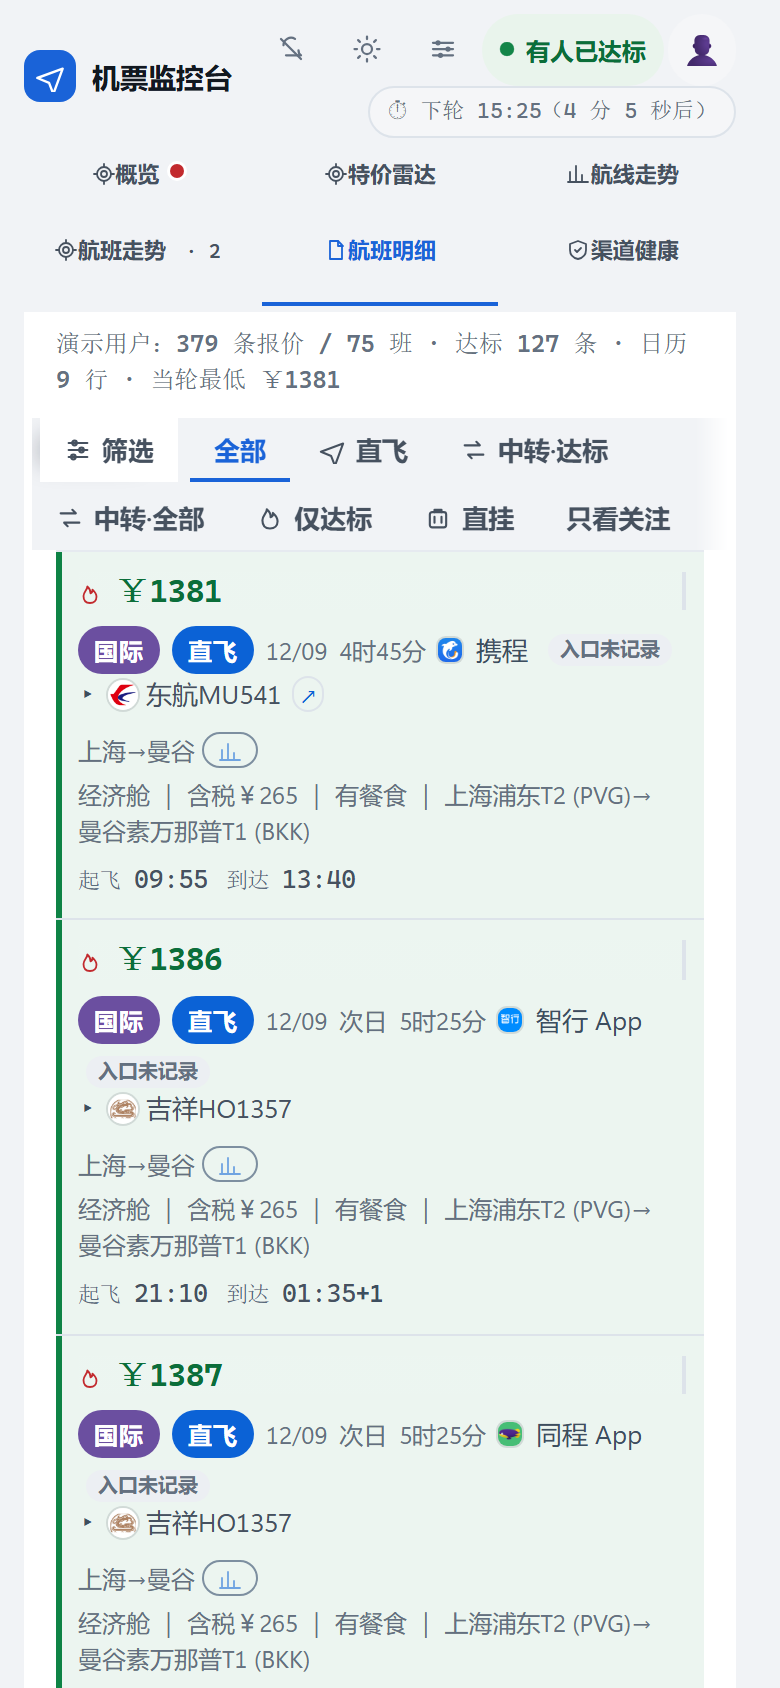 有人已达标
机票监控台
下轮 15:25（4 分 5 秒后）
概览 特价雷达 航线走势
航班走势 · 2 航班明细 渠道健康
演示用户：379 条报价 / 75 班 · 达标 127 条 · 日历
9 行 · 当轮最低 ￥1381
筛选 全部 直飞 中转·达标
中转·全部 仅达标 直挂 只看关注
￥1381
国际 直飞 12/09 4时45分 携程 入口未记录
▸ 东航MU541 ↗
上海→曼谷
经济舱 | 含税￥265 | 有餐食 | 上海浦东T2 (PVG)→
曼谷素万那普T1 (BKK)
起飞 09:55 到达 13:40
￥1386
国际 直飞 12/09 次日 5时25分 智行 智行 App
入口未记录
▸ 吉祥HO1357
上海→曼谷
经济舱 | 含税￥265 | 有餐食 | 上海浦东T2 (PVG)→
曼谷素万那普T1 (BKK)
起飞 21:10 到达 01:35+1
￥1387
国际 直飞 12/09 次日 5时25分 同程 App
入口未记录
▸ 吉祥HO1357
上海→曼谷
经济舱 | 含税￥265 | 有餐食 | 上海浦东T2 (PVG)→
曼谷素万那普T1 (BKK)